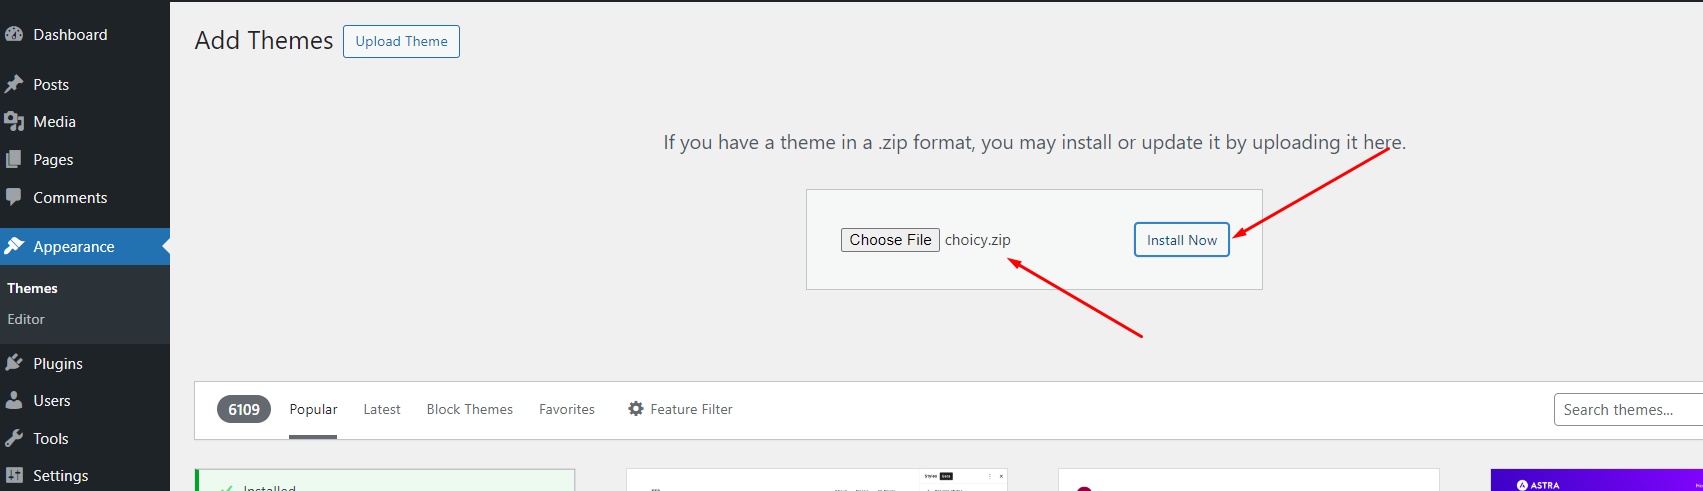 Dashboard
Posts
Media
Pages
Comments
Appearance
Themes
Editor
Plugins
Users
Tools
Settings
Add Themes Upload Theme
If you have a theme in a .zip format, you may install or update it by uploading it here.
Choose File choicy.zip Install Now
6109 Popular Latest Block Themes Favorites Feature Filter Search themes...
Installed
Styles
ASTRA